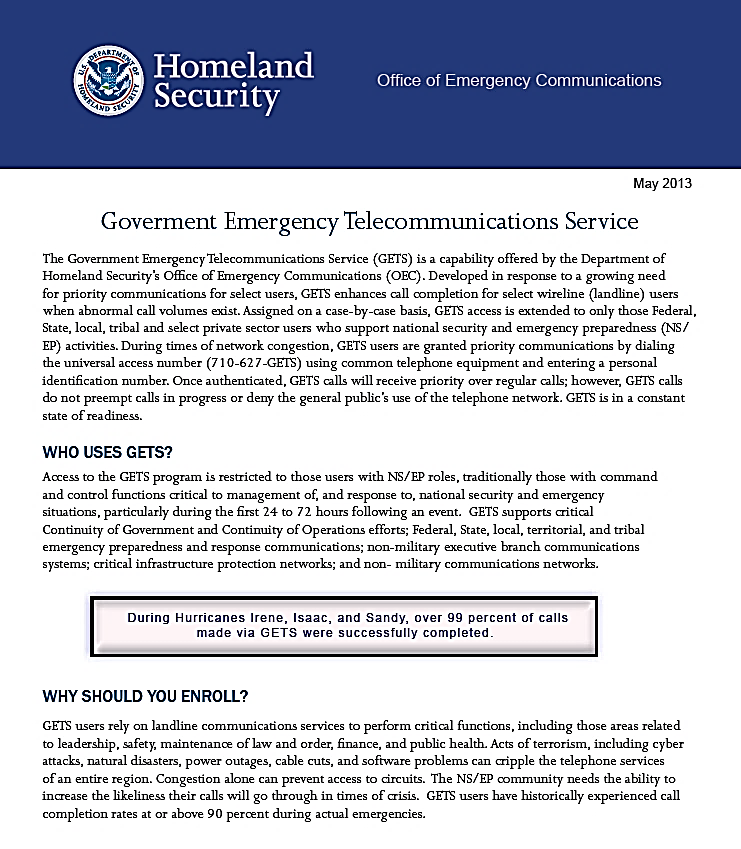 U.S. DEPARTMENT OF
HOMELAND SECURITY
Homeland
Security
Office of Emergency Communications
May 2013
Goverment Emergency Telecommunications Service
The Government Emergency Telecommunications Service (GETS) is a capability offered by the Department of
Homeland Security's Office of Emergency Communications (OEC). Developed in response to a growing need
for priority communications for select users, GETS enhances call completion for select wireline (landline) users
when abnormal call volumes exist. Assigned on a case-by-case basis, GETS access is extended to only those Federal,
State, local, tribal and select private sector users who support national security and emergency preparedness (NS/
EP) activities. During times of network congestion, GETS users are granted priority communications by dialing
the universal access number (710-627-GETS) using common telephone equipment and entering a personal
identification number. Once authenticated, GETS calls will receive priority over regular calls; however, GETS calls
do not preempt calls in progress or deny the general public's use of the telephone network. GETS is in a constant
state of readiness.
WHO USES GETS?
Access to the GETS program is restricted to those users with NS/EP roles, traditionally those with command
and control functions critical to management of, and response to, national security and emergency
situations, particularly during the first 24 to 72 hours following an event. GETS supports critical
Continuity of Government and Continuity of Operations efforts; Federal, State, local, territorial, and tribal
emergency preparedness and response communications; non-military executive branch communications
systems; critical infrastructure protection networks; and non- military communications networks.
During Hurricanes Irene, Isaac, and Sandy, over 99 percent of calls
made via GETS were successfully completed.
WHY SHOULD YOU ENROLL?
GETS users rely on landline communications services to perform critical functions, including those areas related
to leadership, safety, maintenance of law and order, finance, and public health. Acts of terrorism, including cyber
attacks, natural disasters, power outages, cable cuts, and software problems can cripple the telephone services
of an entire region. Congestion alone can prevent access to circuits. The NS/EP community needs the ability to
increase the likeliness their calls will go through in times of crisis. GETS users have historically experienced call
completion rates at or above 90 percent during actual emergencies.